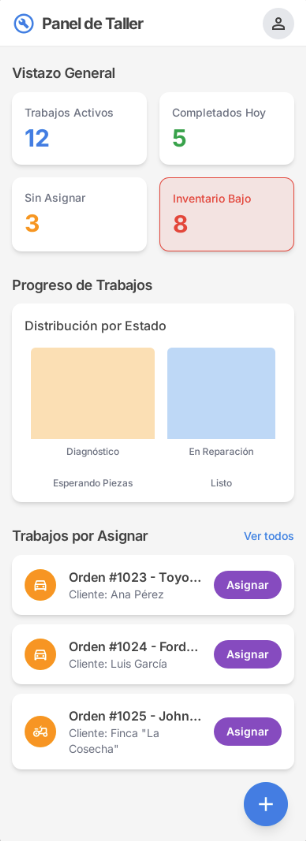 Panel de Taller
Vistazo General
Trabajos Activos
12
Completados Hoy
5
Sin Asignar
3
Inventario Bajo
8
Progreso de Trabajos
Distribución por Estado
Diagnóstico
En Reparación
Esperando Piezas
Listo
Trabajos por Asignar
Ver todos
Orden #1023 - Toyo...
Cliente: Ana Pérez
Asignar
Orden #1024 - Ford...
Cliente: Luis García
Asignar
Orden #1025 - John...
Cliente: Finca "La
Cosecha"
Asignar